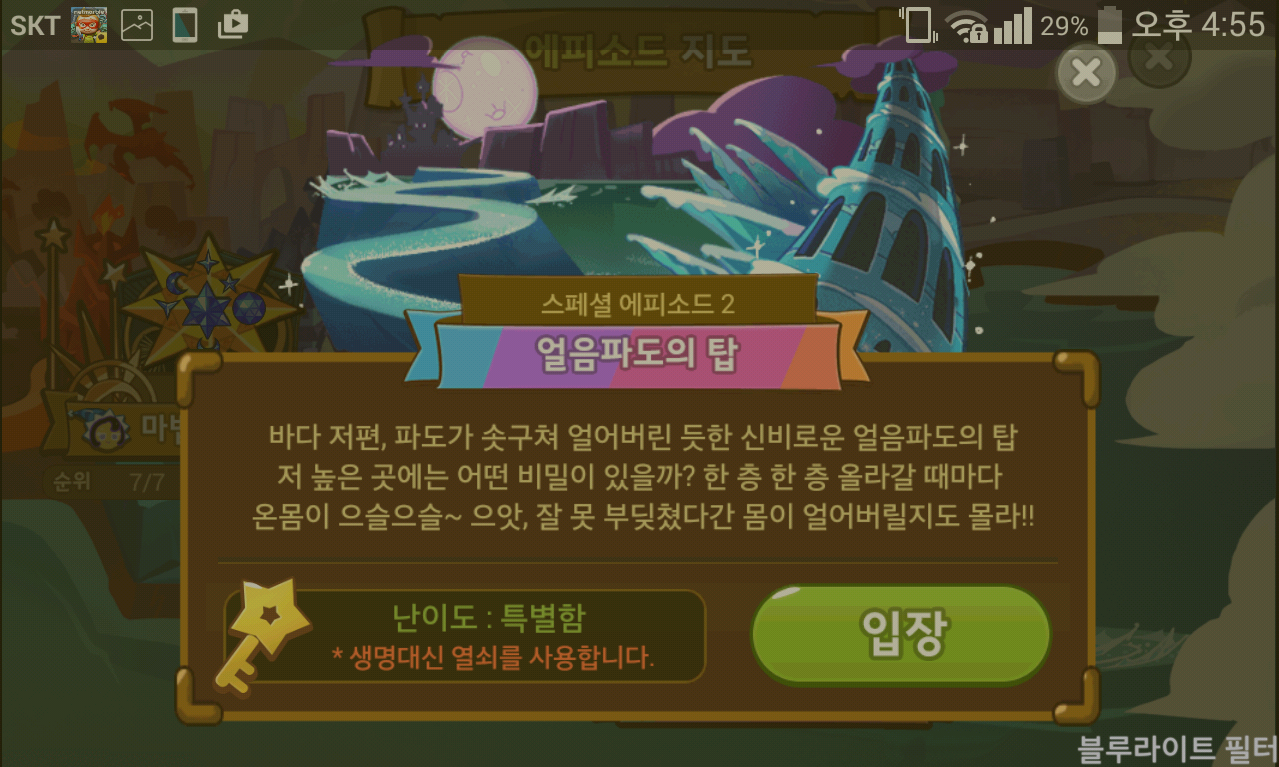 SKT
29%
오후 4:55
에피소드 지도
스페셜 에피소드 2
얼음파도의 탑
바다 저편, 파도가 솟구쳐 얼어버린 듯한 신비로운 얼음파도의 탑
저 높은 곳에는 어떤 비밀이 있을까? 한 층 한 층 올라갈 때마다
온몸이 으슬으슬~ 으앗, 잘 못 부딪쳤다간 몸이 얼어버릴지도 몰라!!
순위 7/7
난이도 : 특별함
* 생명대신 열쇠를 사용합니다.
입장
블루라이트 필터